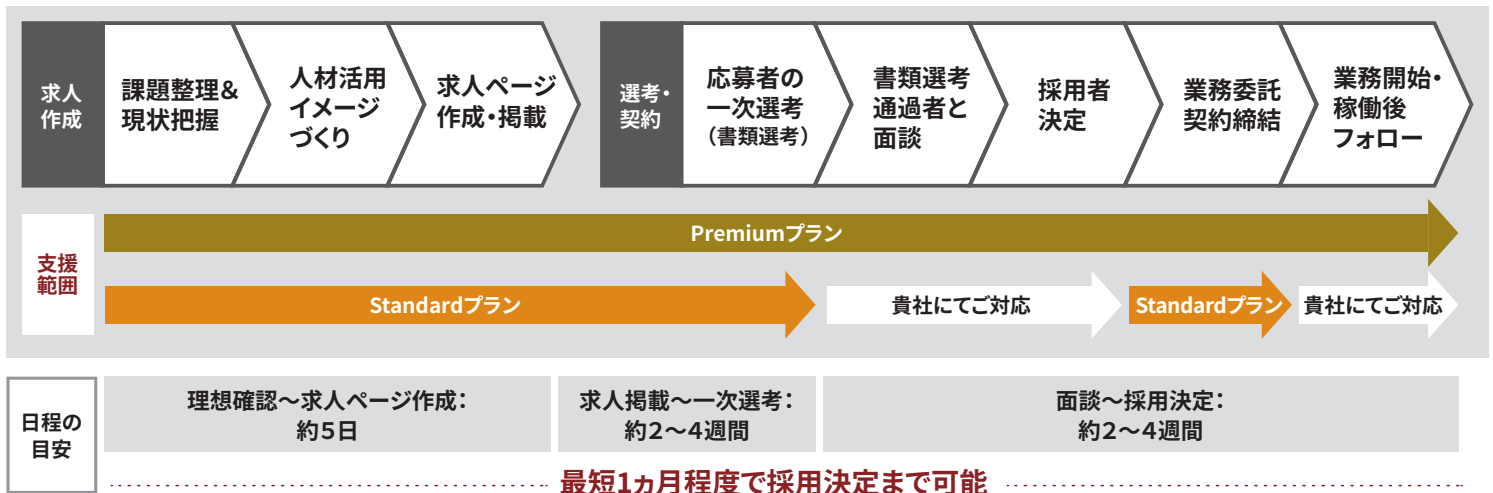 求人
作成
課題整理&
現状把握
人材活用
イメージ
づくり
求人ページ
作成・掲載
選考・
契約
応募者の
一次選考
（書類選考）
書類選考
通過者と
面談
採用者
決定
業務委託
契約締結
業務開始・
稼働後
フォロー
支援
範囲
Premiumプラン
Standardプラン
貴社にてご対応
Standardプラン
貴社にてご対応
日程の
目安
理想確認～求人ページ作成：
約５日
求人掲載～一次選考：
約２～４週間
面談～採用決定：
約２～４週間
最短1ヵ月程度で採用決定まで可能